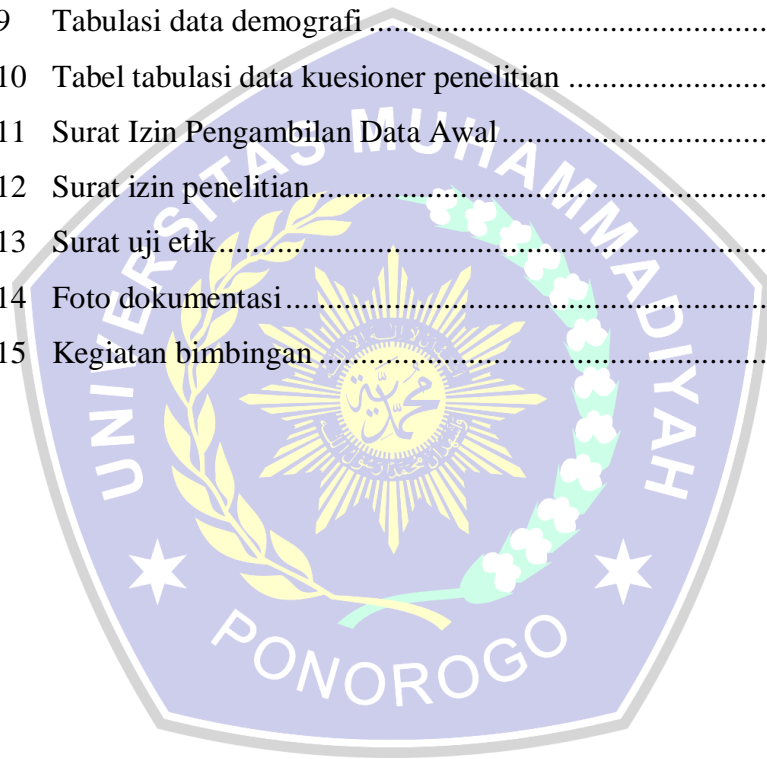 9 Tabulasi data demografi ........................................
10 Tabel tabulasi data kuesioner penelitian ....................
11 Surat Izin Pengambilan Data Awal ...........................
12 Surat izin penelitian ................................................
13 Surat uji etik ............................................................
14 Foto dokumentasi ...................................................
15 Kegiatan bimbingan ...............................................
UNIVERSITAS MUHAMMADIYAH
PONOROGO
محمدية